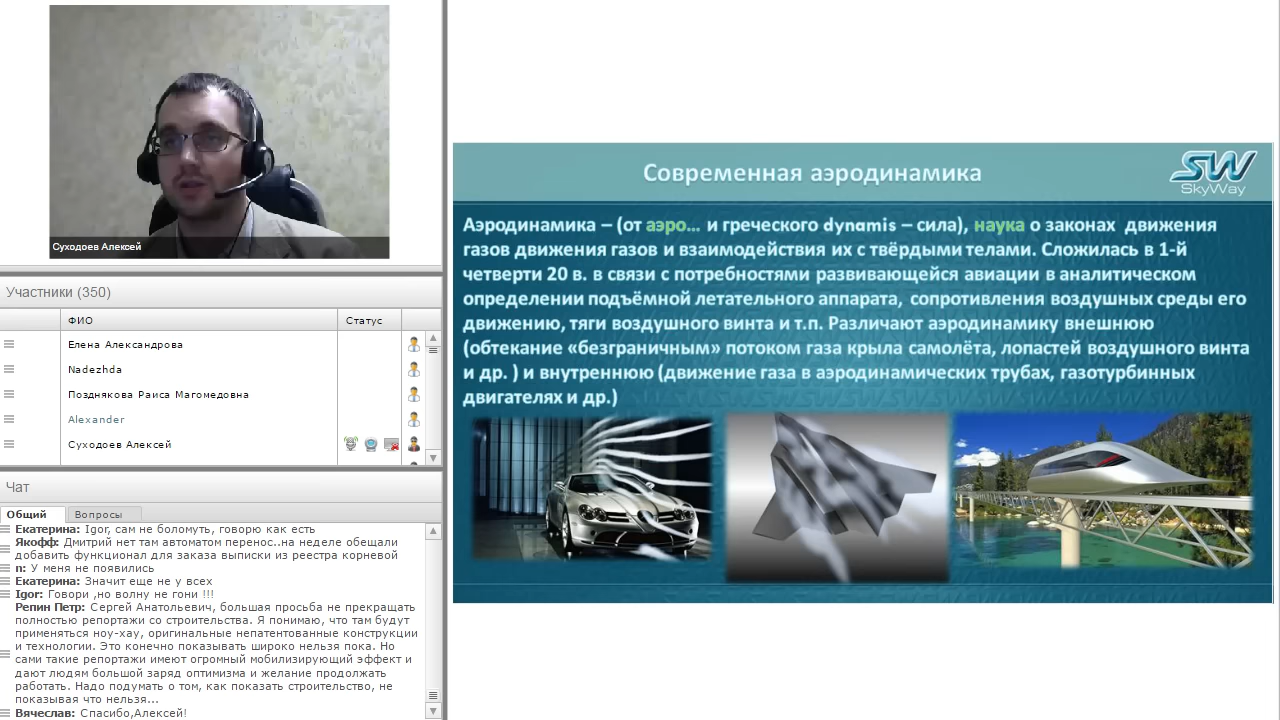 Суходоев Алексей
Участники (350)
ФИО Статус
Елена Александрова
Nadezhda
Позднякова Раиса Магомедовна
Alexander
Суходоев Алексей
Чат
Общий Вопросы
Екатерина: Igor, сам не боломуть, говорю как есть
Якофф: Дмитрий нет там автоматом перенос..на неделе обещали
добавить функционал для заказа выписки из реестра корневой
n: У меня не появились
Екатерина: Значит еще не у всех
Igor: Говори ,но волну не гони !!!
Репин Петр: Сергей Анатольевич, большая просьба не прекращать
полностью репортажи со строительства. Я понимаю, что там будут
применяться ноу-хау, оригинальные непатентованные конструкции
и технологии. Это конечно показывать широко нельзя пока. Но
сами такие репортажи имеют огромный мобилизирующий эффект и
дают людям большой заряд оптимизма и желание продолжать
работать. Надо подумать о том, как показать строительство, не
показывая что нельзя...
Вячеслав: Спасибо,Алексей!
Современная аэродинамика
SW
SkyWay
Аэродинамика – (от аэро... и греческого dynamis – сила), наука о законах движения
газов движения газов и взаимодействия их с твёрдыми телами. Сложилась в 1-й
четверти 20 в. в связи с потребностями развивающейся авиации в аналитическом
определении подъёмной летательного аппарата, сопротивления воздушных среды его
движению, тяги воздушного винта и т.п. Различают аэродинамику внешнюю
(обтекание «безграничным» потоком газа крыла самолёта, лопастей воздушного винта
и др. ) и внутреннюю (движение газа в аэродинамических трубах, газотурбинных
двигателях и др.)